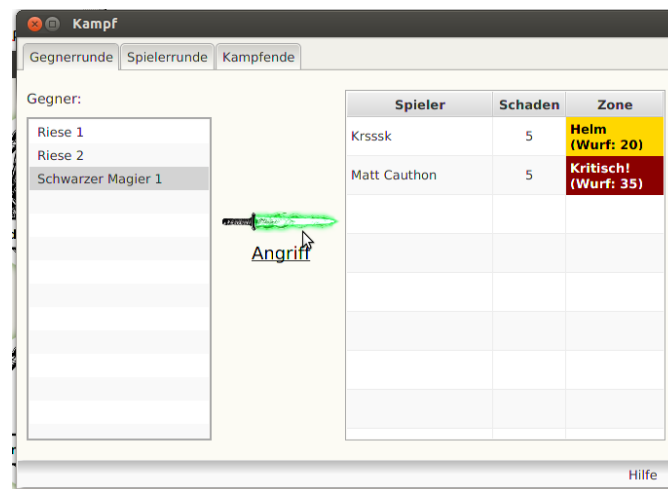 Kampf
Gegnerrunde Spielerrunde Kampfende
Gegner:
Riese 1
Riese 2
Schwarzer Magier 1
Angriff
Spieler Schaden Zone
Krsssk 5 Helm
(Wurf: 20)
Matt Cauthon 5 Kritisch!
(Wurf: 35)
Hilfe